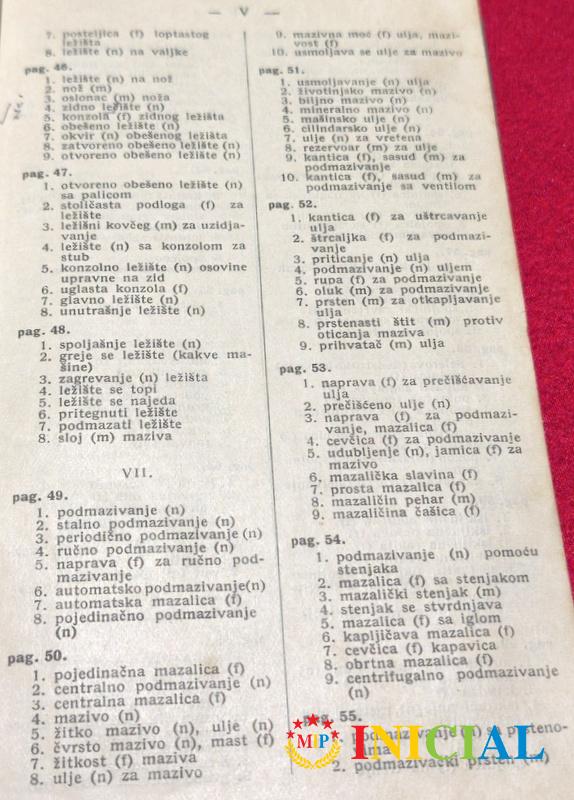 — V —
7. posteljica (f) loptastog
ležišta
8. ležište (n) na valjke
pag. 46.
1. ležište (n) na nož
2. nož (m)
3. oslonac (m) noža
4. zidno ležište (n)
5. konzola (f) zidnog ležišta
6. obešeno ležište (n)
7. okvir (n) obešenog ležišta
8. zatvoreno obešeno ležište (n)
9. otvoreno obešeno ležište (n)
pag. 47.
1. otvoreno obešeno ležište (n)
sa palicom
2. stoličasta podloga (f) za
ležište
3. ležišni kovčeg (m) za uzidja-
vanje
4. ležište (n) sa konzolom za
stub
5. konzolno ležište (n) osovine
upravne na zid
6. uglasta konzola (f)
7. glavno ležište (n)
8. unutrašnje ležište (n)
pag. 48.
1. spoljašnje ležište (n)
2. greje se ležište (kakve ma-
šine)
3. zagrevanje (n) ležišta
4. ležište se topi
5. ležište se najeda
6. pritegnuti ležište
7. podmazati ležište
8. sloj (m) maziva
VII.
pag. 49.
1. podmazivanje (n)
2. stalno podmazivanje (n)
3. periodično podmazivanje (n)
4. ručno podmazivanje (n)
5. naprava (f) za ručno pod-
mazivanje
6. automatsko podmazivanje(n)
7. automatska mazalica (f)
8. pojedinačno podmazivanje
(n)
pag. 50.
1. pojedinačna mazalica (f)
2. centralno podmazivanje (n)
3. centralna mazalica (f)
4. mazivo (n)
5. žitko mazivo (n), ulje (n)
6. čvrsto mazivo (n), mast (f)
7. žitkost (f) maziva
8. ulje (n) za mazivo
9. mazivna moć (f) ulja, mazi-
vost (f)
10. usmoljava se ulje za mazivo
pag. 51.
1. usmoljavanje (n) ulja
2. životinjsko mazivo (n)
3. biljno mazivo (n)
4. mineralno mazivo (n)
5. mašinsko ulje (n)
6. cilindarsko ulje (n)
7. ulje (n) za vretena
8. rezervoar (m) za ulje
9. kantica (f), sasud (m) za
podmazivanje
10. kantica (f), sasud (m) za
podmazivanje sa ventilom
pag. 52.
1. kantica (f) za uštrcavanje
ulja
2. štrcaljka (f) za podmazi-
vanje
3. priticanje (n) ulja
4. podmazivanje (n) uljem
5. rupa (f) za podmazivanje
6. oluk (m) za podmazivanje
7. prsten (m) za otkapljavanje
ulja
8. prstenasti štit (m) protiv
oticanja maziva
9. prihvatač (m) ulja
pag. 53.
1. naprava (f) za prečišćavanje
ulja
2. prečišćeno ulje (n)
3. naprava (f) za podmazi-
vanje, mazalica (f)
4. cevčica (f) za podmazivanje
5. udubljenje (n), jamica (f) za
mazivo
6. mazalička slavina (f)
7. prosta mazalica (f)
8. mazaličin pehar (m)
9. mazaličina čašica (f)
pag. 54.
1. podmazivanje (n) pomoću
stenjaka
2. mazalica (f) sa stenjakom
3. mazalički stenjak (m)
4. stenjak se stvrdnjava
5. mazalica (f) sa iglom
6. kapljičava mazalica (f)
7. cevčica (f) kapavica
8. obrtna mazalica (f)
9. centrifugalno podmazivanje
(n)
pag. 55.
podmazivanje (n) sa prsteno-
2. podmazivački prsten (m)
MIP INICIAL